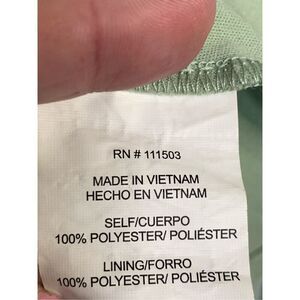 RN # 111503
MADE IN VIETNAM
HECHO EN VIETNAM
SELF/CUERPO
100% POLYESTER/ POLIÉSTER
LINING/FORRO
100% POLYESTER/ POLIÉSTER